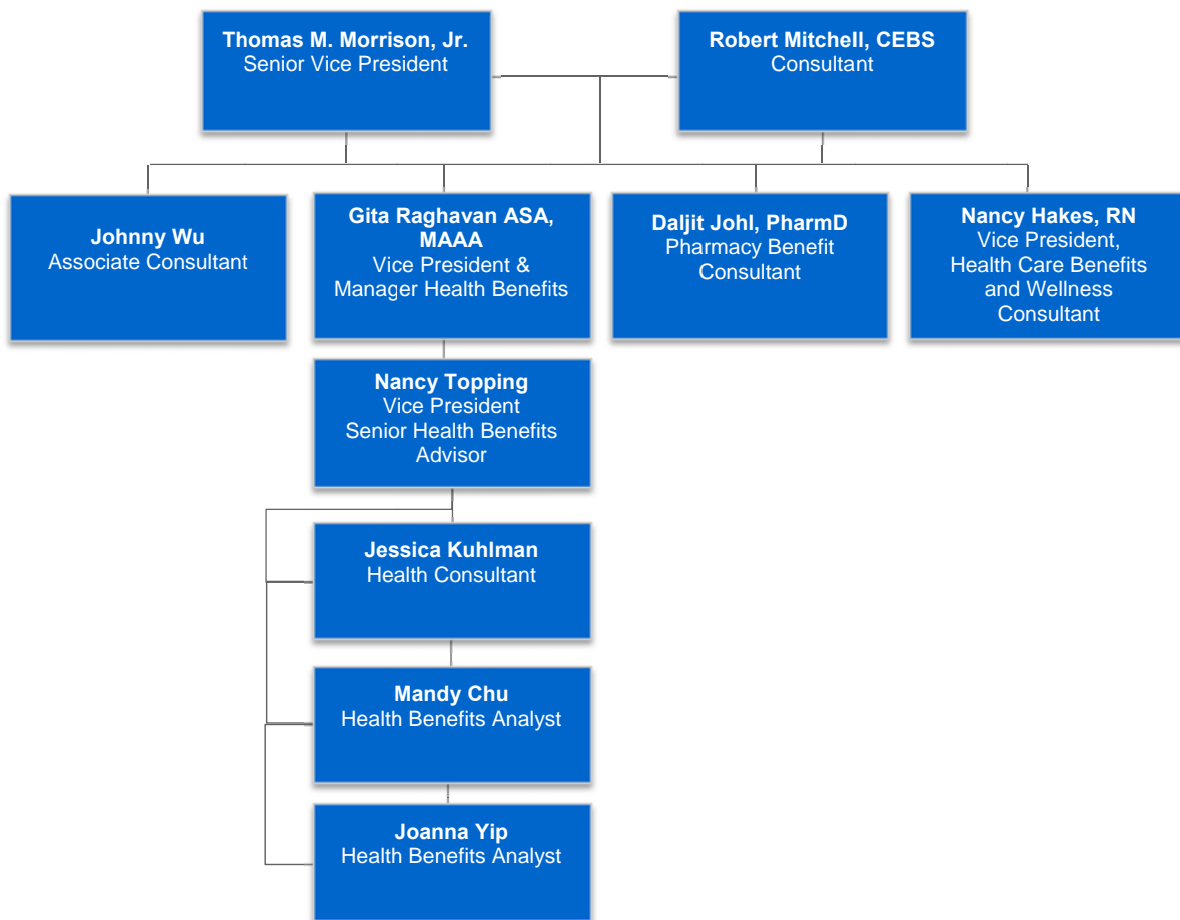 Thomas M. Morrison, Jr.
Senior Vice President
Robert Mitchell, CEBS
Consultant
Johnny Wu
Associate Consultant
Gita Raghavan ASA,
MAAA
Vice President &
Manager Health Benefits
Daljit Johl, PharmD
Pharmacy Benefit
Consultant
Nancy Hakes, RN
Vice President,
Health Care Benefits
and Wellness
Consultant
Nancy Topping
Vice President
Senior Health Benefits
Advisor
Jessica Kuhlman
Health Consultant
Mandy Chu
Health Benefits Analyst
Joanna Yip
Health Benefits Analyst